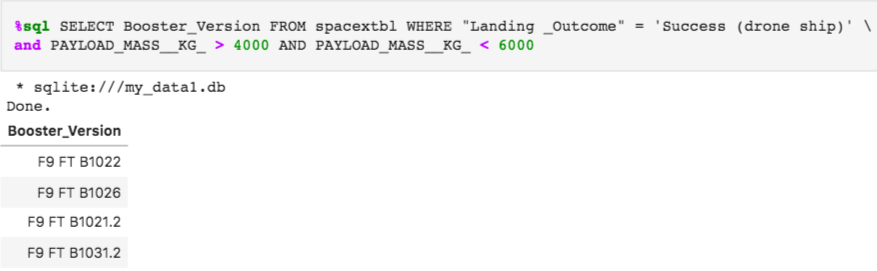 %sql SELECT Booster_Version FROM spacextbl WHERE "Landing _Outcome" = 'Success (drone ship)' \
and PAYLOAD_MASS__KG_ > 4000 AND PAYLOAD_MASS__KG_ < 6000
* sqlite:///my_data1.db
Done.
Booster_Version
F9 FT B1022
F9 FT B1026
F9 FT B1021.2
F9 FT B1031.2